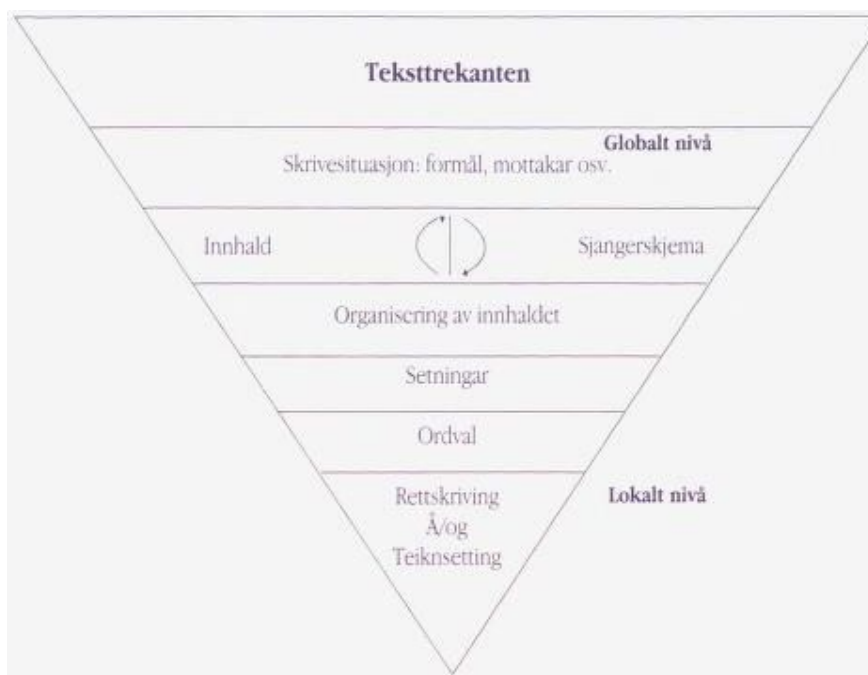 Teksttrekanten
Globalt nivå
Skrivesituasjon: formål, mottakar osv.
Innhald
Sjangerskjema
Organisering av innhaldet
Setningar
Ordval
Rettskriving
Å/og
Teiknsetting
Lokalt nivå